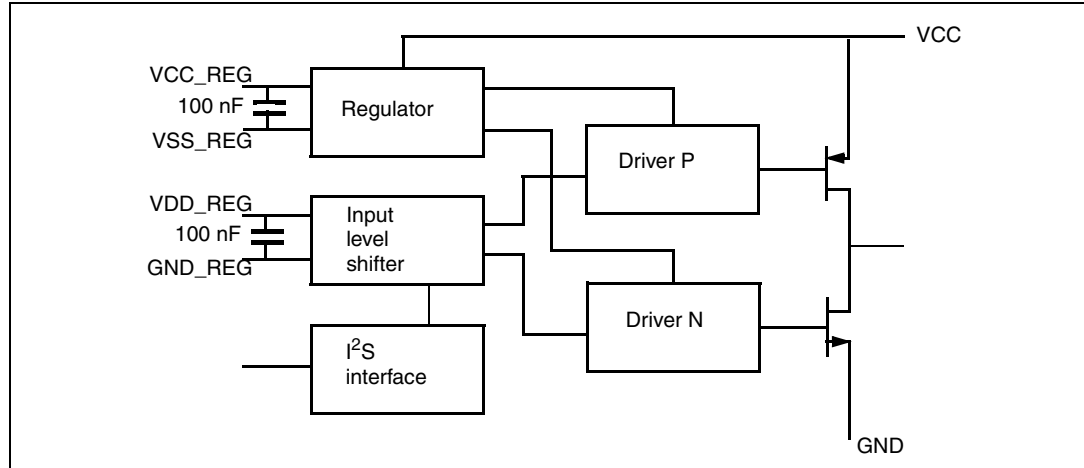 VCC
VCC_REG
100 nF
VSS_REG
Regulator
Driver P
VDD_REG
100 nF
GND_REG
Input
level
shifter
Driver N
I²S
interface
GND